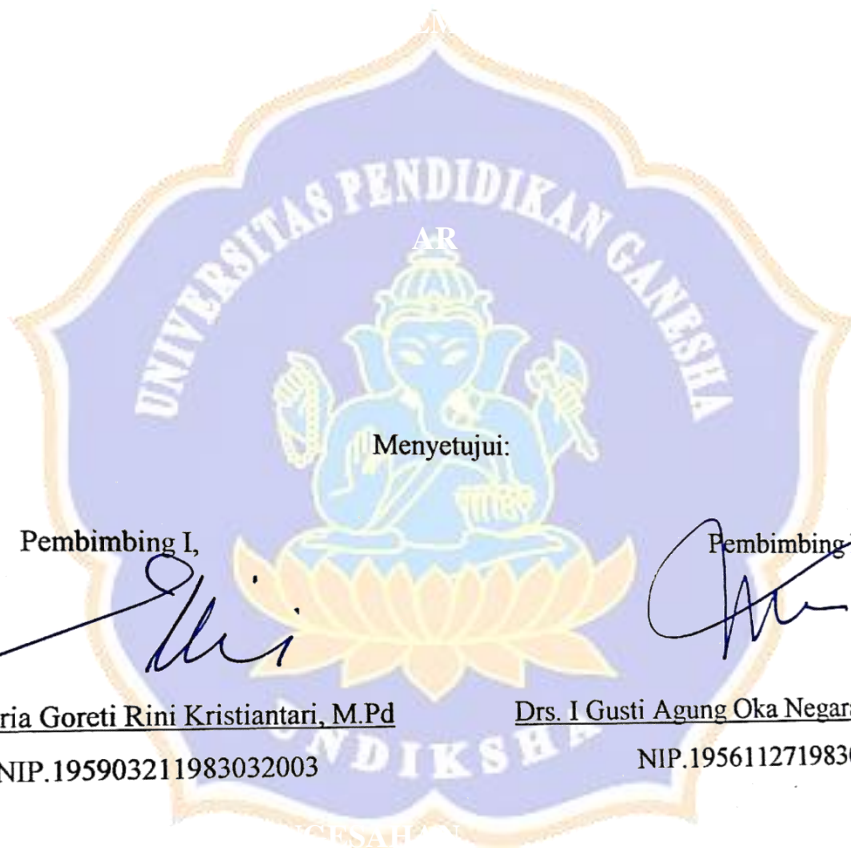 UNIVERSITAS PENDIDIKAN GANESHA
AR
Menyetujui:
Pembimbing I,
Pembimbing
ria Goreti Rini Kristiantari, M.Pd
Drs. I Gusti Agung Oka Negar
NIP.195903211983032003
NIP.1956112719830
UNDIKSHA
GESAHAN